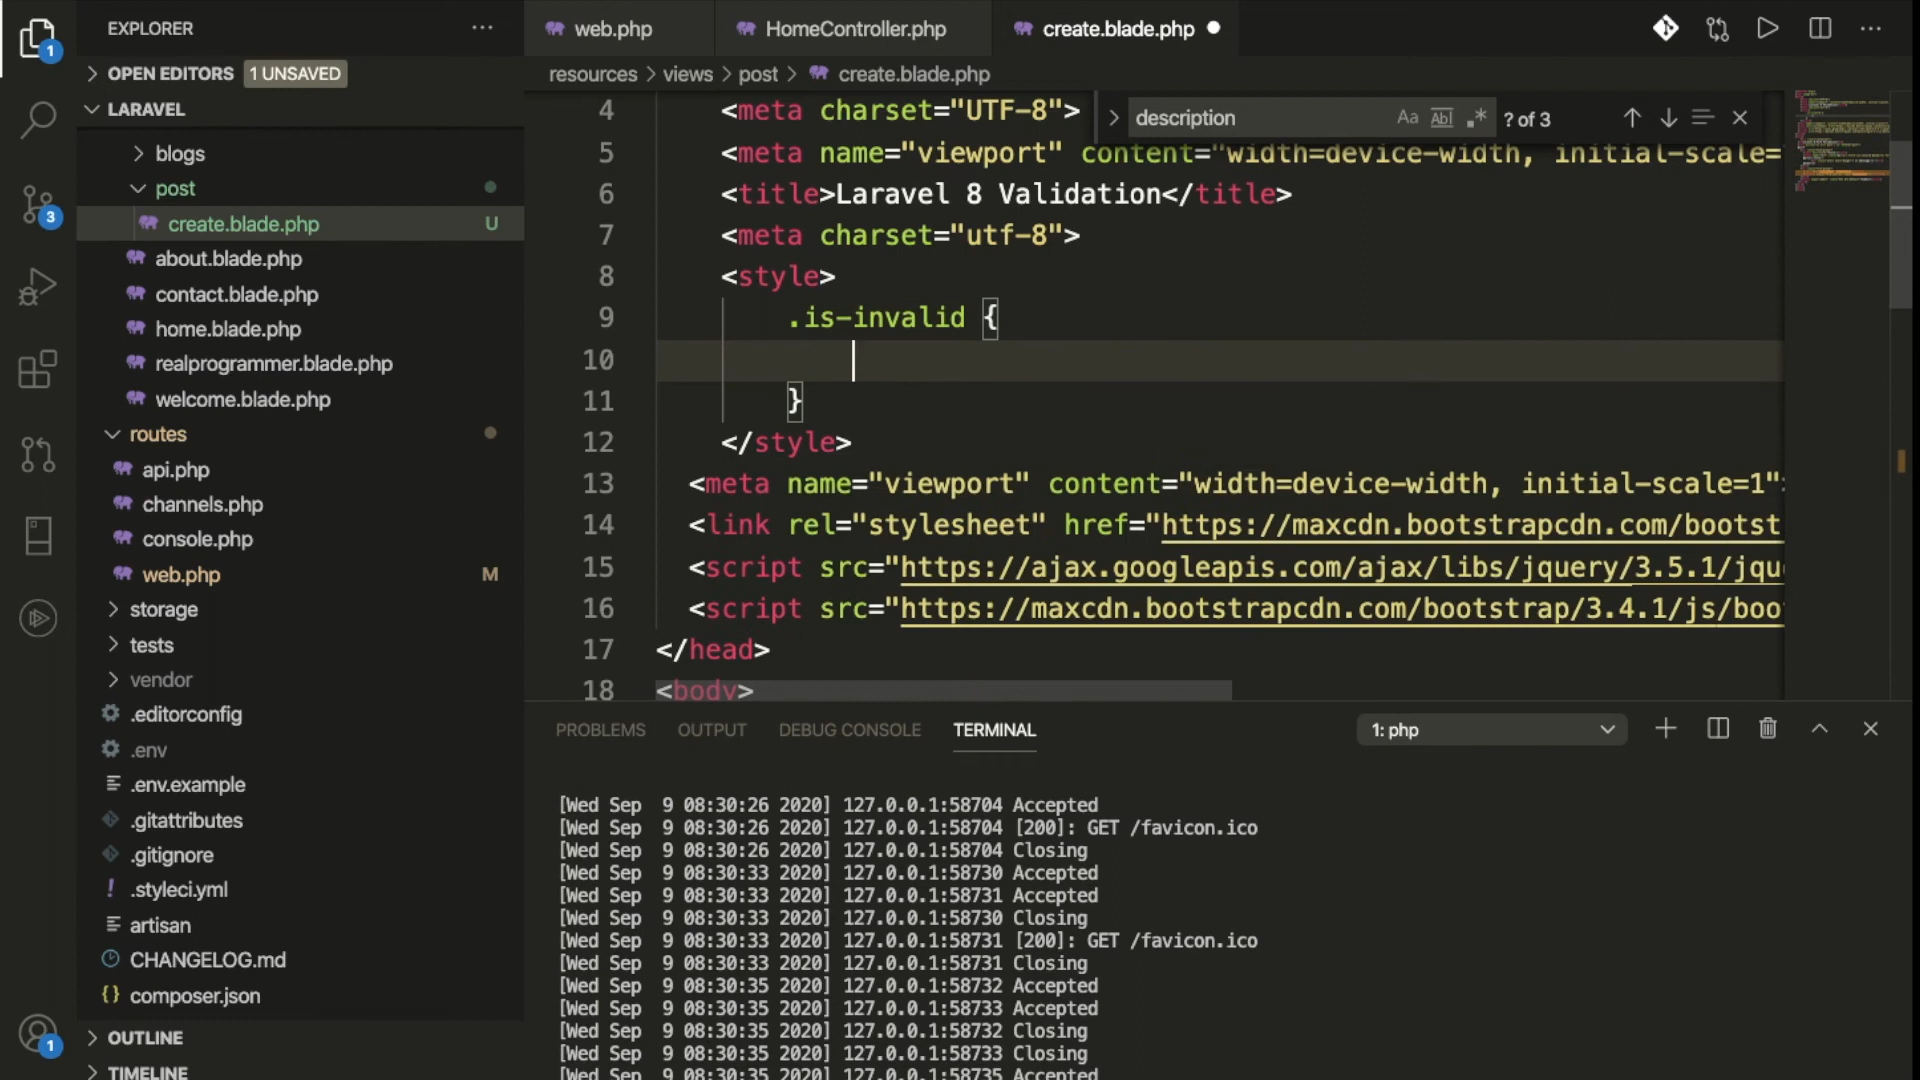 EXPLORER
OPEN EDITORS 1 UNSAVED
LARAVEL
blogs
post
create.blade.php U
about.blade.php
contact.blade.php
home.blade.php
realprogrammer.blade.php
welcome.blade.php
routes
api.php
channels.php
console.php
web.php M
storage
tests
vendor
.editorconfig
.env
.env.example
.gitattributes
.gitignore
.styleci.yml
artisan
CHANGELOG.md
composer.json
OUTLINE
TIMELINE
1
3
1
web.php HomeController.php create.blade.php
resources > views > post > create.blade.php
description Aa Abl .* ? of 3
4 <meta charset="UTF-8">
5 <meta name="viewport" content="width=device-width, initial-scale=
6 <title>Laravel 8 Validation</title>
7 <meta charset="utf-8">
8 <style>
9 .is-invalid {
10
11 }
12 </style>
13 <meta name="viewport" content="width=device-width, initial-scale=1"
14 <link rel="stylesheet" href="https://maxcdn.bootstrapcdn.com/bootst
15 <script src="https://ajax.googleapis.com/ajax/libs/jquery/3.5.1/jqu
16 <script src="https://maxcdn.bootstrapcdn.com/bootstrap/3.4.1/js/boo
17 </head>
18 <body>
PROBLEMS OUTPUT DEBUG CONSOLE TERMINAL 1: php
[Wed Sep  9 08:30:26 2020] 127.0.0.1:58704 Accepted
[Wed Sep  9 08:30:26 2020] 127.0.0.1:58704 [200]: GET /favicon.ico
[Wed Sep  9 08:30:26 2020] 127.0.0.1:58704 Closing
[Wed Sep  9 08:30:33 2020] 127.0.0.1:58730 Accepted
[Wed Sep  9 08:30:33 2020] 127.0.0.1:58731 Accepted
[Wed Sep  9 08:30:33 2020] 127.0.0.1:58730 Closing
[Wed Sep  9 08:30:33 2020] 127.0.0.1:58731 [200]: GET /favicon.ico
[Wed Sep  9 08:30:33 2020] 127.0.0.1:58731 Closing
[Wed Sep  9 08:30:35 2020] 127.0.0.1:58732 Accepted
[Wed Sep  9 08:30:35 2020] 127.0.0.1:58733 Accepted
[Wed Sep  9 08:30:35 2020] 127.0.0.1:58732 Closing
[Wed Sep  9 08:30:35 2020] 127.0.0.1:58733 Closing
[Wed Sep  9 08:30:35 2020] 127.0.0.1:58735 Accepted